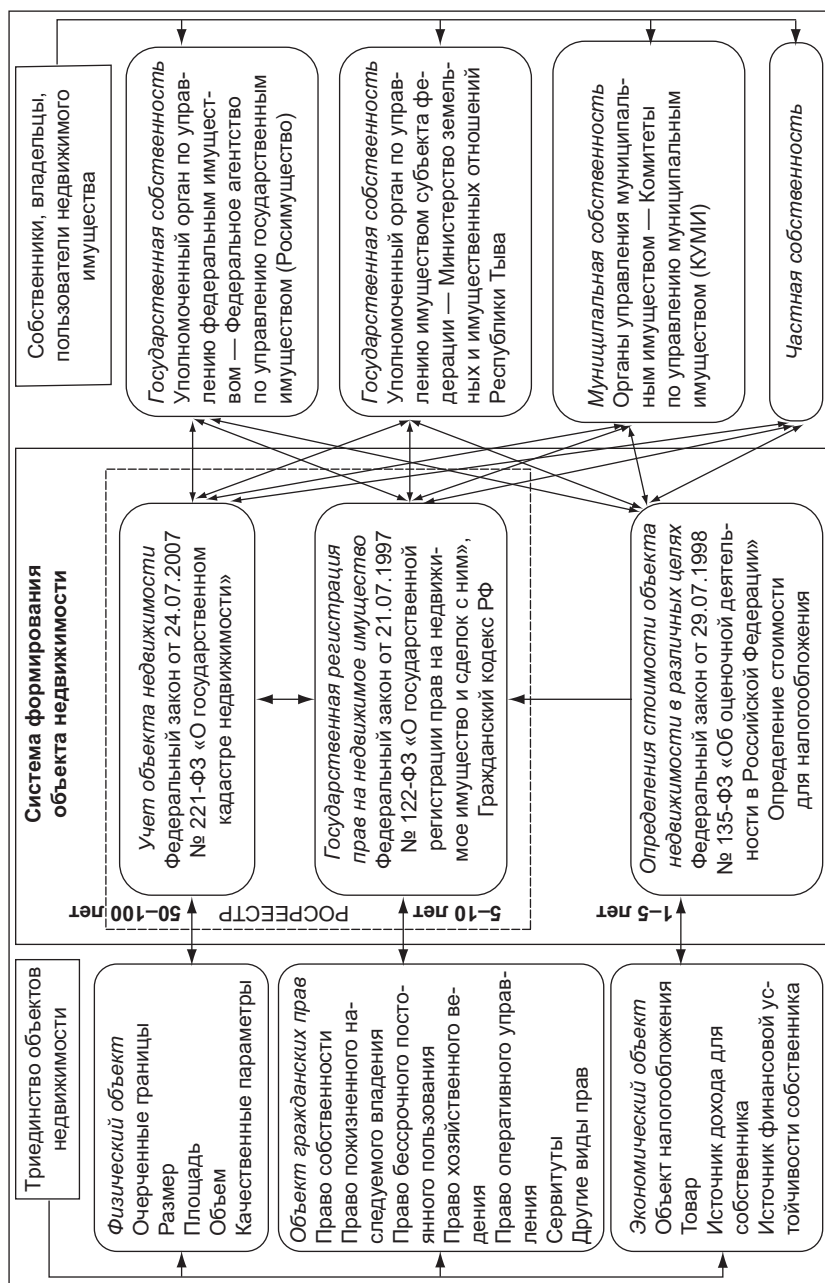 Триединство объектов
недвижимости
Физический объект
Очерченные границы
Размер
Площадь
Объем
Качественные параметры
Объект гражданских прав
Право собственности
Право пожизненного на-
следуемого владения
Право бессрочного посто-
янного пользования
Право хозяйственного ве-
дения
Право оперативного управ-
ления
Сервитуты
Другие виды прав
Экономический объект
Объект налогообложения
Товар
Источник дохода для
собственника
Источник финансовой ус-
тойчивости собственника
Система формирования
объекта недвижимости
50–100 лет
РОСРЕЕСТР
5–10 лет
1–5 лет
Учет объекта недвижимости
Федеральный закон от 24.07.2007
№ 221-ФЗ «О государственном
кадастре недвижимости»
Государственная регистрация
прав на недвижимое имущество
Федеральный закон от 21.07.1997
№ 122-ФЗ «О государственной
регистрации прав на недвижи-
мое имущество и сделок с ним»,
Гражданский кодекс РФ
Определения стоимости объекта
недвижимости в различных целях
Федеральный закон от 29.07.1998
№ 135-ФЗ «Об оценочной деятель-
ности в Российской Федерации»
Определение стоимости
для налогообложения
Собственники, владельцы,
пользователи недвижимого
имущества
Государственная собственность
Уполномоченный орган по управ-
лению федеральным имущест-
вом — Федеральное агентство
по управлению государственным
имуществом (Росимущество)
Государственная собственность
Уполномоченный орган по управ-
лению имуществом субъекта фе-
дерации — Министерство земель-
ных и имущественных отношений
Республики Тыва
Муниципальная собственность
Органы управления муниципаль-
ным имуществом — Комитеты
по управлению муниципальным
имуществом (КУМИ)
Частная собственность